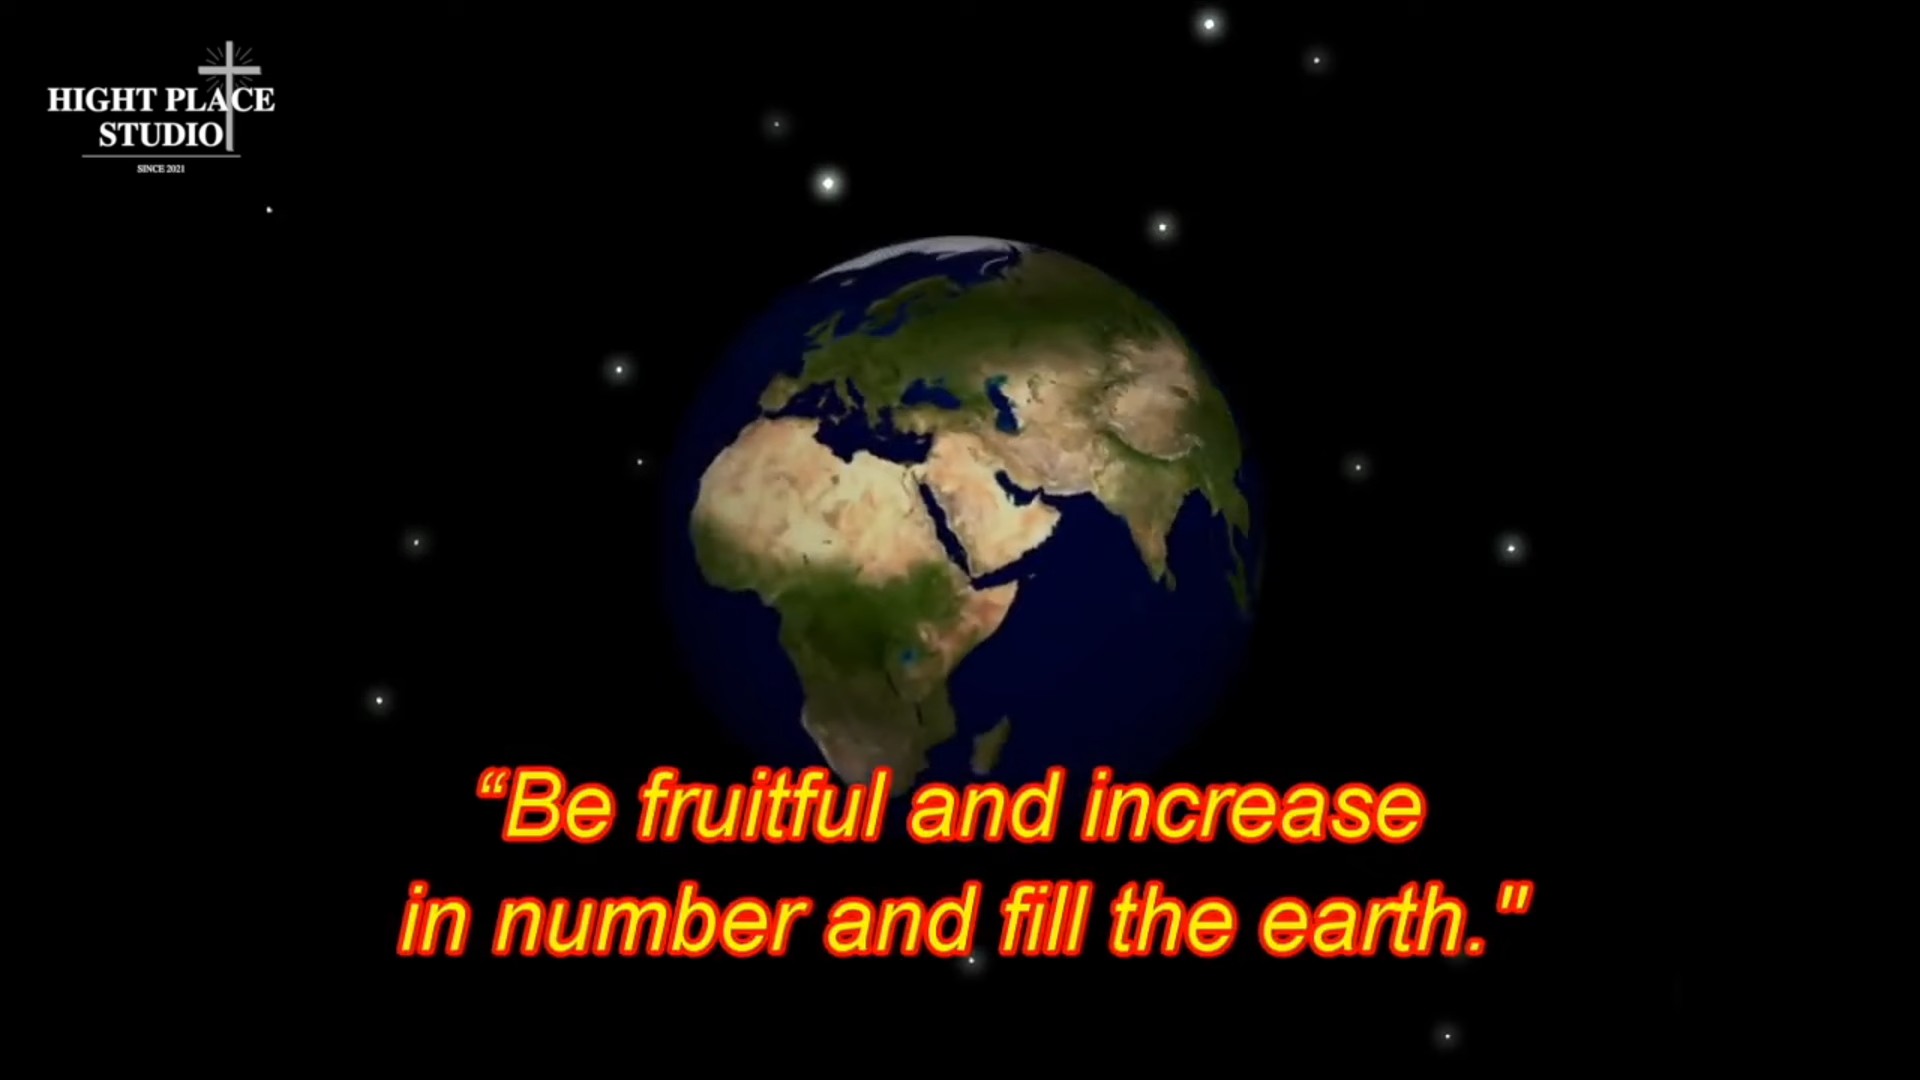 HIGHT PLACE
STUDIO
SINCE 2021
“Be fruitful and increase
in number and fill the earth."